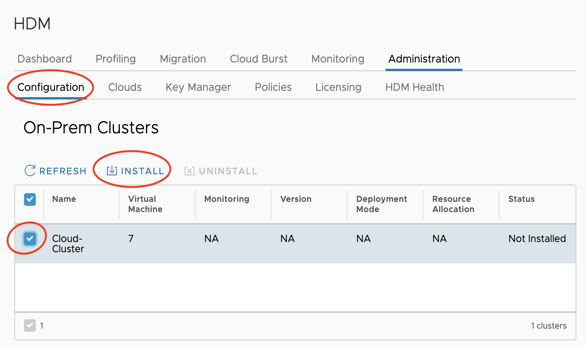 HDM
Dashboard Profiling Migration Cloud Burst Monitoring Administration
Configuration Clouds Key Manager Policies Licensing HDM Health
On-Prem Clusters
REFRESH INSTALL UNINSTALL
Name Virtual Machine Monitoring Version Deployment Mode Resource Allocation Status
Cloud-Cluster 7 NA NA NA NA Not Installed
1 1 clusters